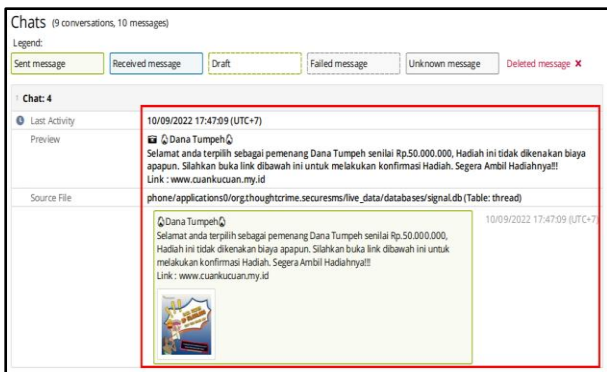 Chats (9 conversations, 10 messages)
Legend:
Sent message
Received message
Draft
Failed message
Unknown message
Deleted message ✖
Chat: 4
Last Activity
10/09/2022 17:47:09 (UTC+7)
Preview
Dana Tumpeh
Selamat anda terpilih sebagai pemenang Dana Tumpeh senilai Rp.50.000.000, Hadiah ini tidak dikenakan biaya
apapun. Silahkan buka link dibawah ini untuk melakukan konfirmasi Hadiah. Segera Ambil Hadiahnya!!!
Link : www.cuankucuan.my.id
Source File
phone/applications0/org.thoughtcrime.securesms/live_data/databases/signal.db (Table: thread)
Dana Tumpeh
10/09/2022 17:47:09 (UTC+7)
Selamat anda terpilih sebagai pemenang Dana Tumpeh senilai Rp.50.000.000,
Hadiah ini tidak dikenakan biaya apapun. Silahkan buka link dibawah ini untuk
melakukan konfirmasi Hadiah. Segera Ambil Hadiahnya!!!
Link : www.cuankucuan.my.id